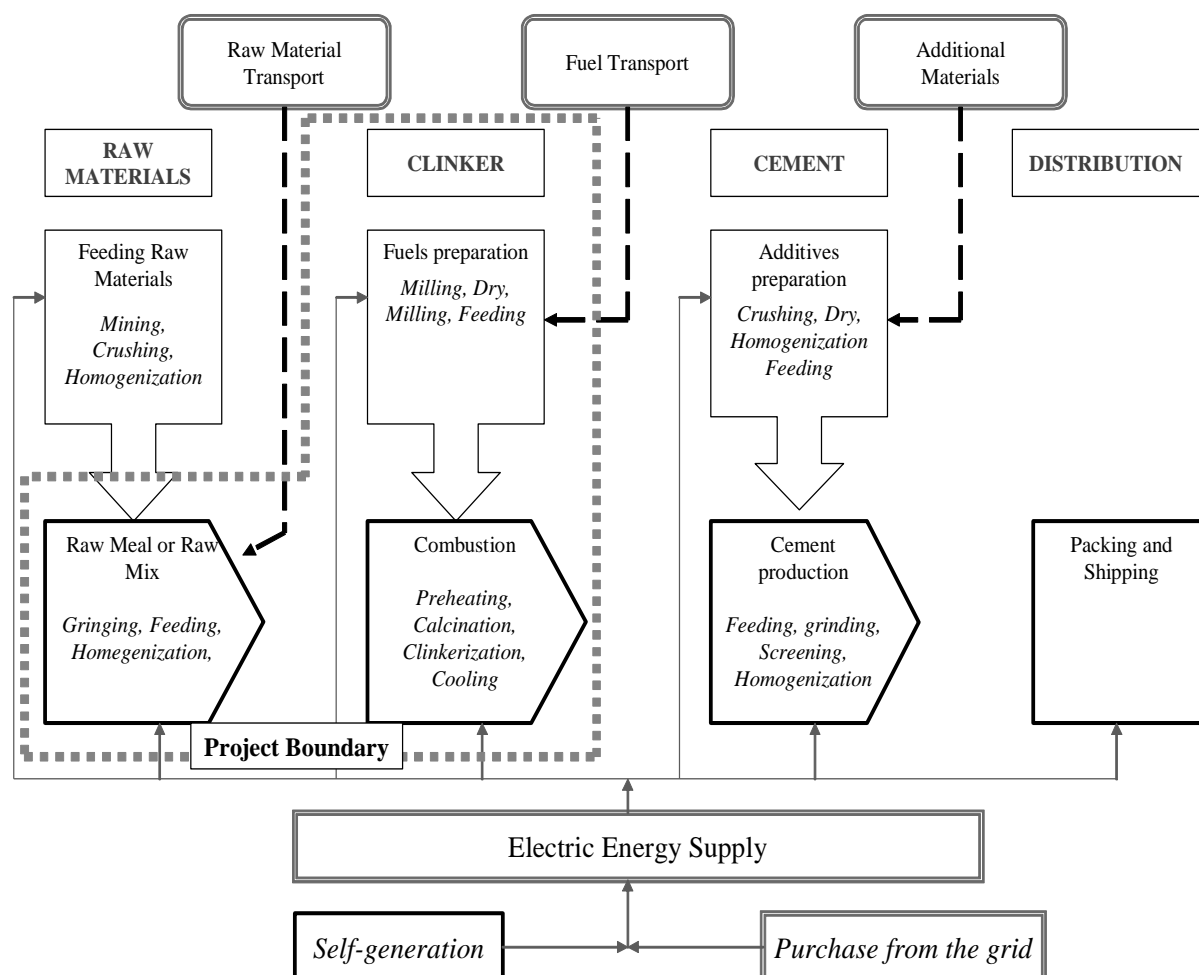 Raw Material
Transport
Fuel Transport
Additional
Materials
RAW
MATERIALS
CLINKER
CEMENT
DISTRIBUTION
Feeding Raw
Materials
Mining,
Crushing,
Homogenization
Fuels preparation
Milling, Dry,
Milling, Feeding
Additives
preparation
Crushing, Dry,
Homogenization
Feeding
Raw Meal or Raw
Mix
Gringing, Feeding,
Homegenization,
Combustion
Preheating,
Calcination,
Clinkerization,
Cooling
Cement
production
Feeding, grinding,
Screening,
Homogenization
Packing and
Shipping
Project Boundary
Electric Energy Supply
Self-generation
Purchase from the grid